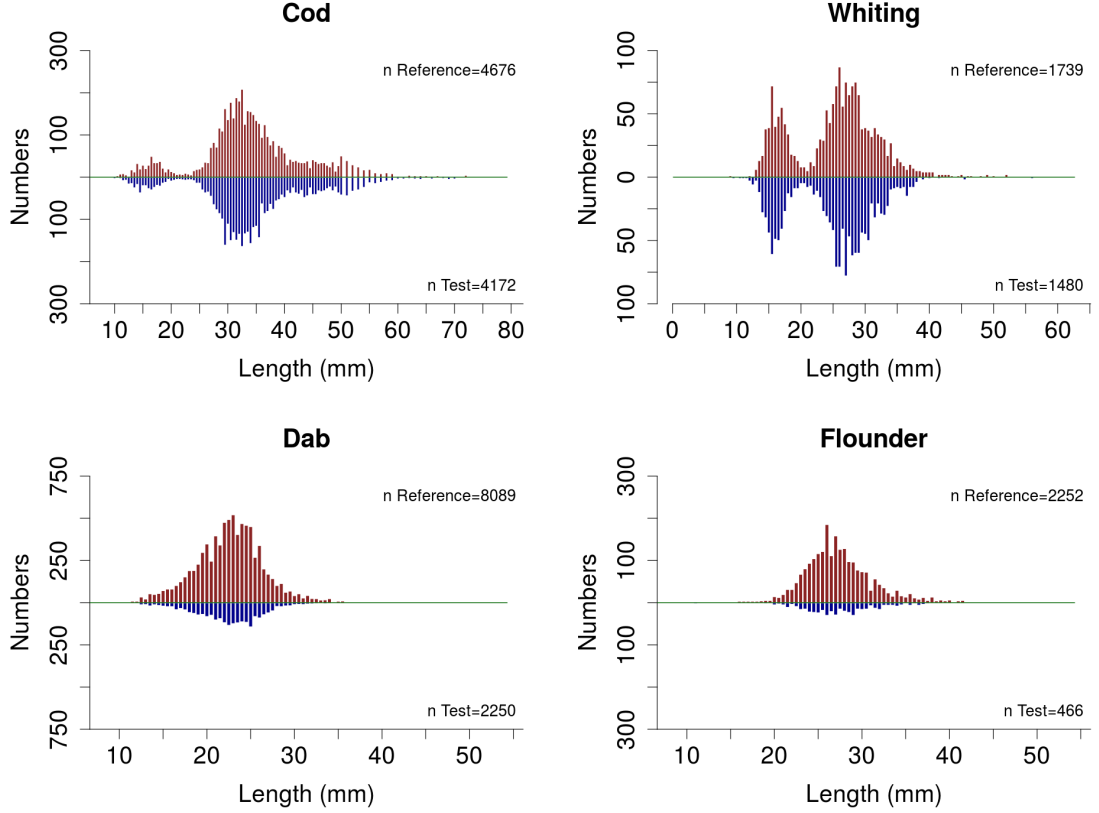 Cod
Numbers
300
100
100
300
n Reference=4676
n Test=4172
10 20 30 40 50 60 70 80
Length (mm)
Whiting
Numbers
100
50
0
50
100
n Reference=1739
n Test=1480
0 10 20 30 40 50 60
Length (mm)
Dab
Numbers
750
250
250
750
n Reference=8089
n Test=2250
10 20 30 40 50
Length (mm)
Flounder
Numbers
300
100
100
300
n Reference=2252
n Test=466
10 20 30 40 50
Length (mm)